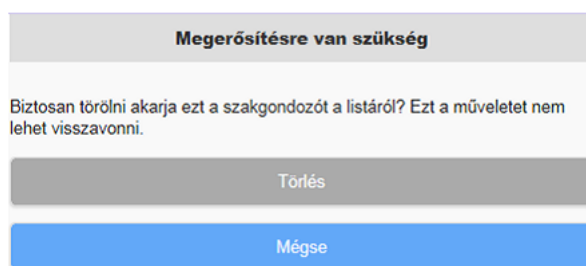 Megerősítésre van szükség
Biztosan törölni akarja ezt a szakgondozót a listáról? Ezt a műveletet nem
lehet visszavonni.
Törlés
Mégse